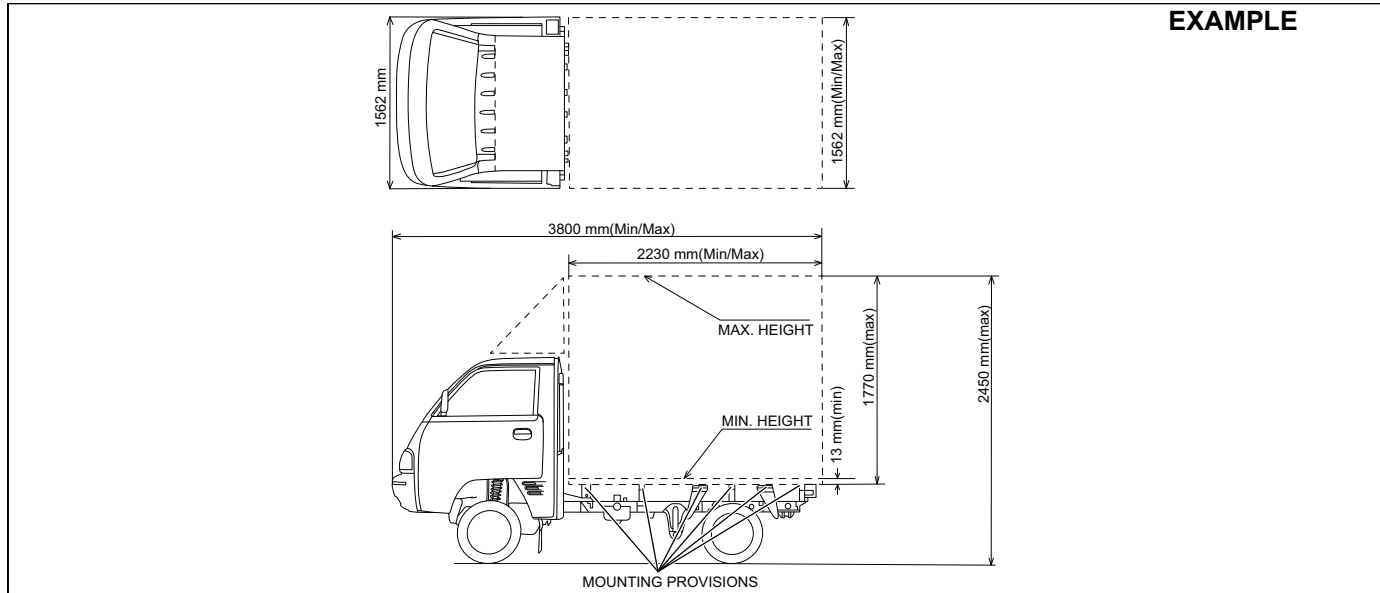 EXAMPLE
1562 mm
1562 mm(Min/Max)
3800 mm(Min/Max)
2230 mm(Min/Max)
MAX. HEIGHT
MIN. HEIGHT
13 mm(min)
1770 mm(max)
2450 mm(max)
MOUNTING PROVISIONS